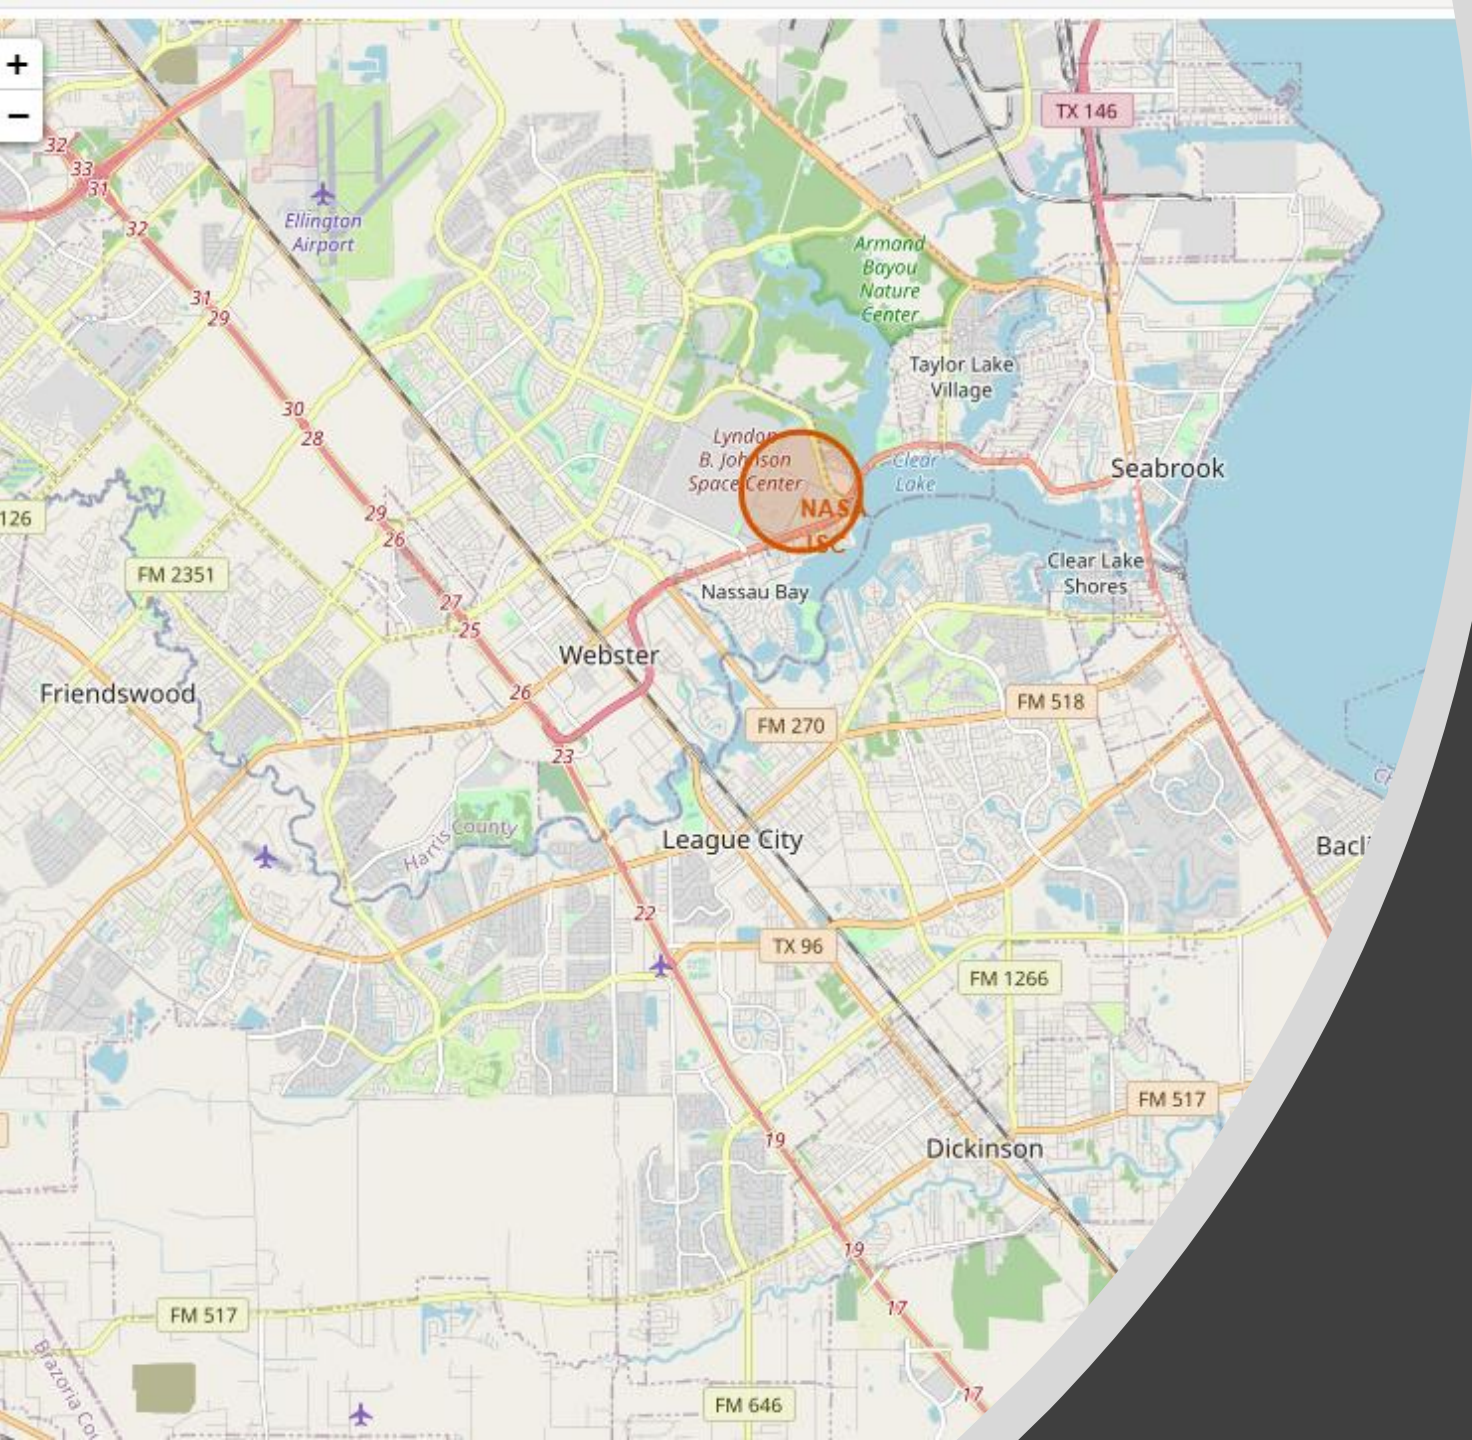 +
−
TX 146
32
33
31
32
Ellington
Airport
Armand
Bayou
Nature
Center
31
29
Taylor Lake
Village
30
28
Lyndon
B. Johnson
Space Center
Clear
Lake
Seabrook
NASA
JSC
126
29
26
FM 2351
Clear Lake
Shores
Nassau Bay
27
25
Webster
Friendswood
26
FM 518
FM 270
23
Harris County
League City
Bacli
22
TX 96
FM 1266
FM 517
19
Dickinson
19
17
FM 517
Brazoria Cou
17
FM 646